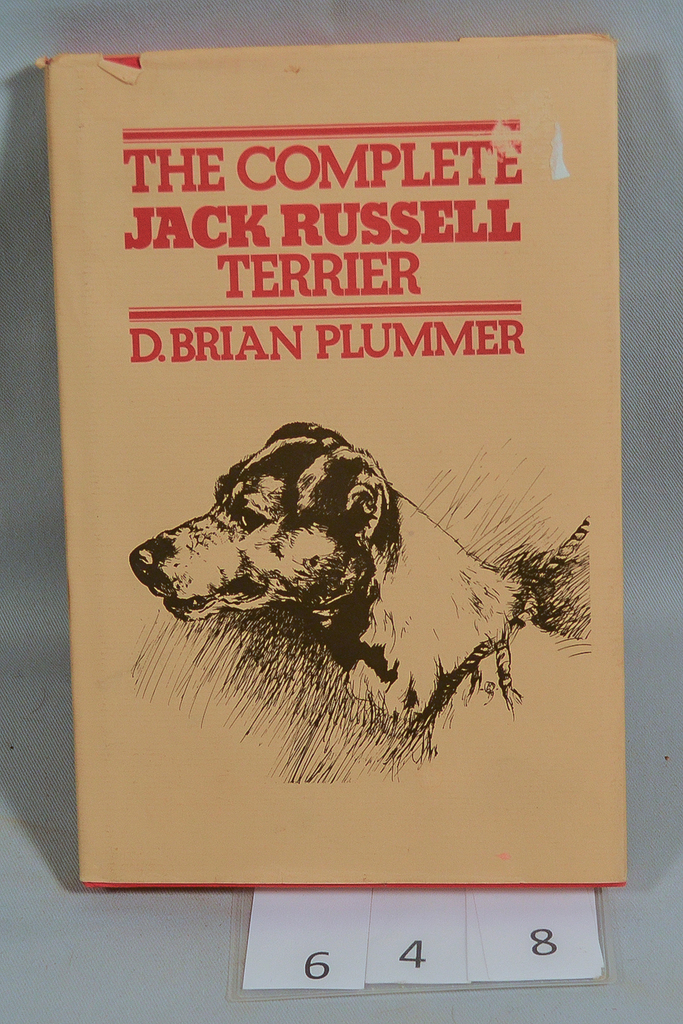 THE COMPLETE
JACK RUSSELL
TERRIER
D. BRIAN PLUMMER
6 4 8